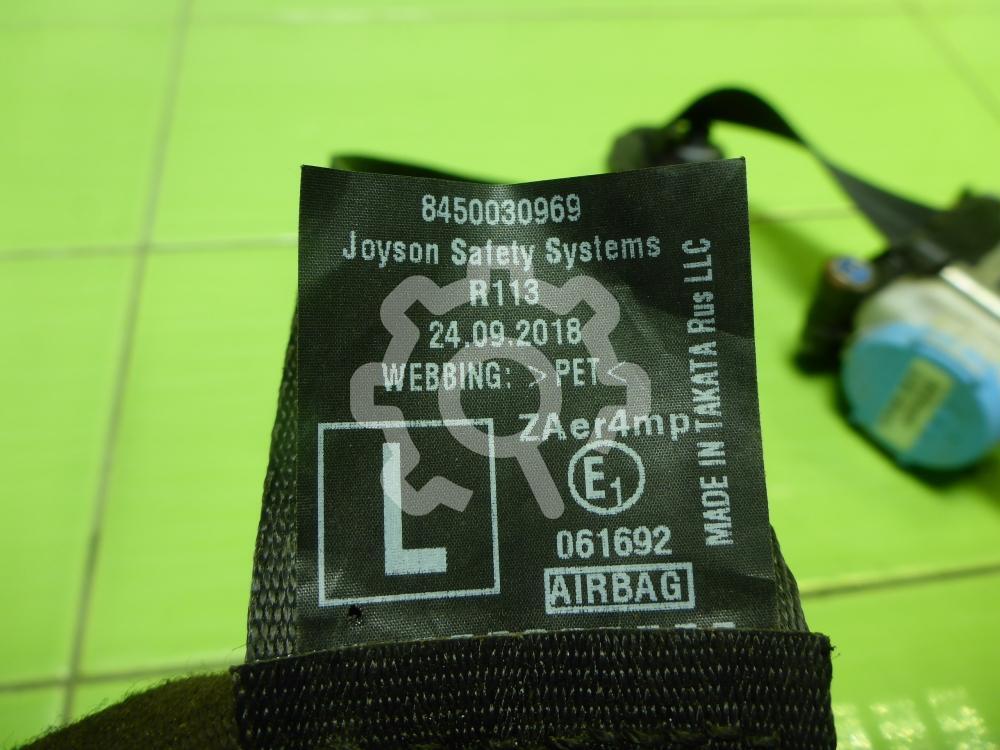 8450030969
Joyson Safety Systems
R113
24.09.2018
WEBBING: >PET<
ZAer4mp
L
E1
061692
AIRBAG
MADE IN TAKATA Rus LLC